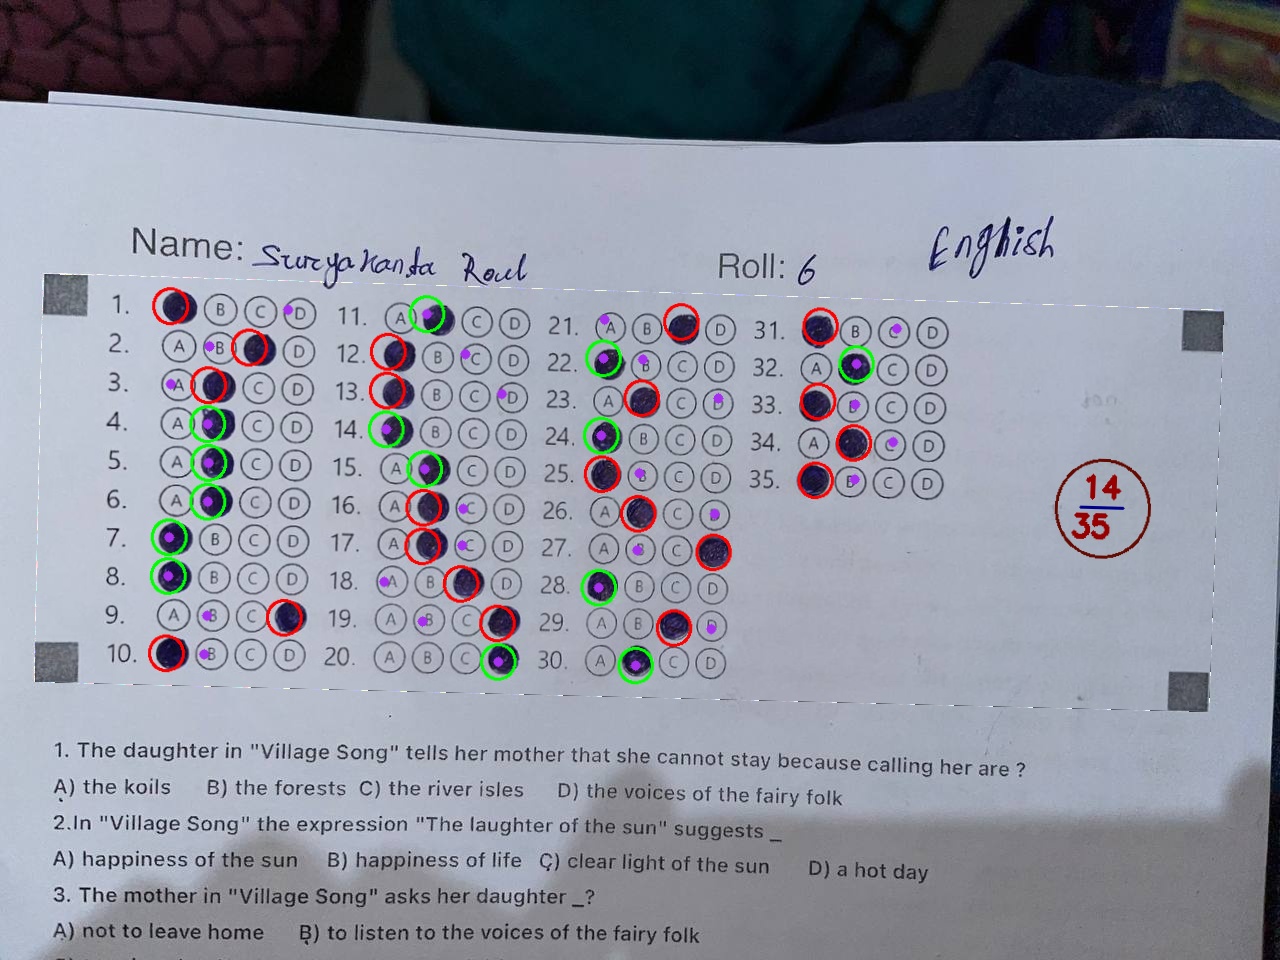 Name: Suryakanta Roul Roll: 6 English
1. B C D 11. A C D 21. A B D 31. B C D
2. A B D 12. B C D 22. B C D 32. A C D
3. A C D 13. B C D 23. A C D 33. C D
4. A C D 14. B C D 24. B C D 34. A C D
5. A C D 15. A C D 25. B C D 35. B C D
6. A C D 16. A C D 26. A C D
7. B C D 17. A C D 27. A B C
8. B C D 18. A B D 28. B C D
9. A B C 19. A B C 29. A B D
10. B C D 20. A B C 30. A C D
14
35
1. The daughter in "Village Song" tells her mother that she cannot stay because calling her are ?
A) the koils B) the forests C) the river isles D) the voices of the fairy folk
2.In "Village Song" the expression "The laughter of the sun" suggests _
A) happiness of the sun B) happiness of life C) clear light of the sun D) a hot day
3. The mother in "Village Song" asks her daughter _?
A) not to leave home B) to listen to the voices of the fairy folk